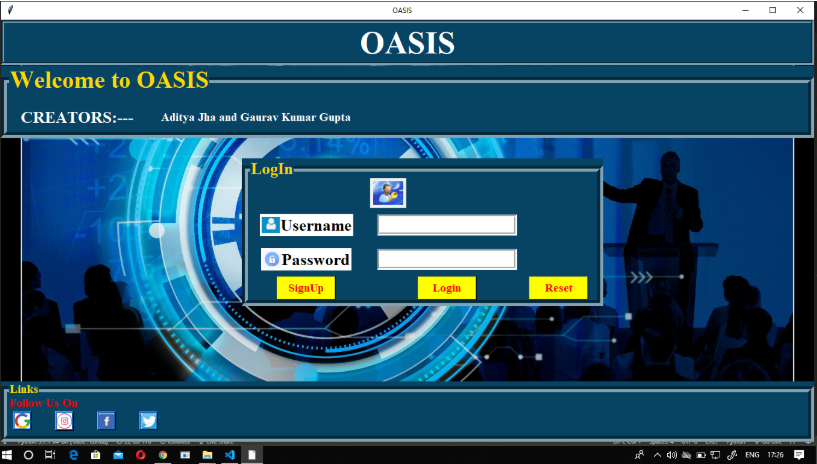 OASIS
OASIS
Welcome to OASIS
CREATORS:--- Aditya Jha and Gaurav Kumar Gupta
LogIn
Username
Password
SignUp Login Reset
Links
Follow Us On
ENG 17:26